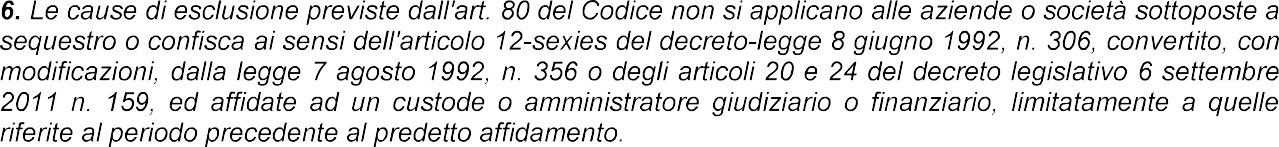 6. Le cause di esclusione previste dall'art. 80 del Codice non si applicano alle aziende o società sottoposte a
sequestro o confisca ai sensi dell'articolo 12-sexies del decreto-legge 8 giugno 1992, n. 306, convertito, con
modificazioni, dalla legge 7 agosto 1992, n. 356 o degli articoli 20 e 24 del decreto legislativo 6 settembre
2011 n. 159, ed affidate ad un custode o amministratore giudiziario o finanziario, limitatamente a quelle
riferite al periodo precedente al predetto affidamento.